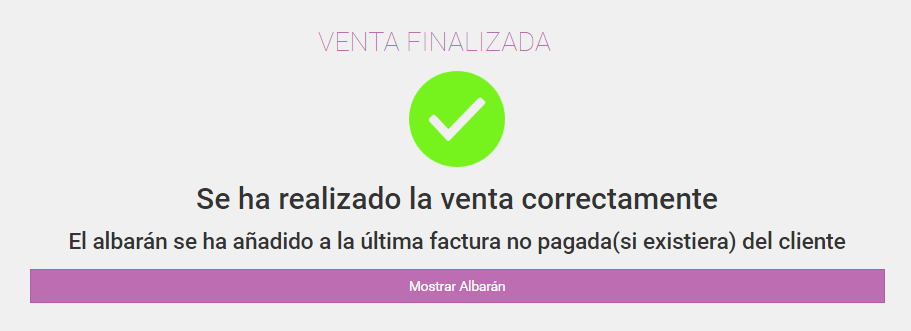 VENTA FINALIZADA
Se ha realizado la venta correctamente
El albarán se ha añadido a la última factura no pagada(si existiera) del cliente
Mostrar Albarán